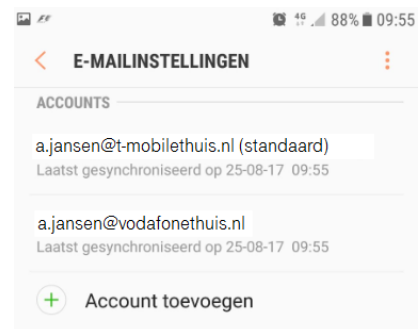 4G 88% 09:55
E-MAILINSTELLINGEN
ACCOUNTS
a.jansen@t-mobilethuis.nl (standaard)
Laatst gesynchroniseerd op 25-08-17 09:55
a.jansen@vodafonethuis.nl
Laatst gesynchroniseerd op 25-08-17 09:55
Account toevoegen